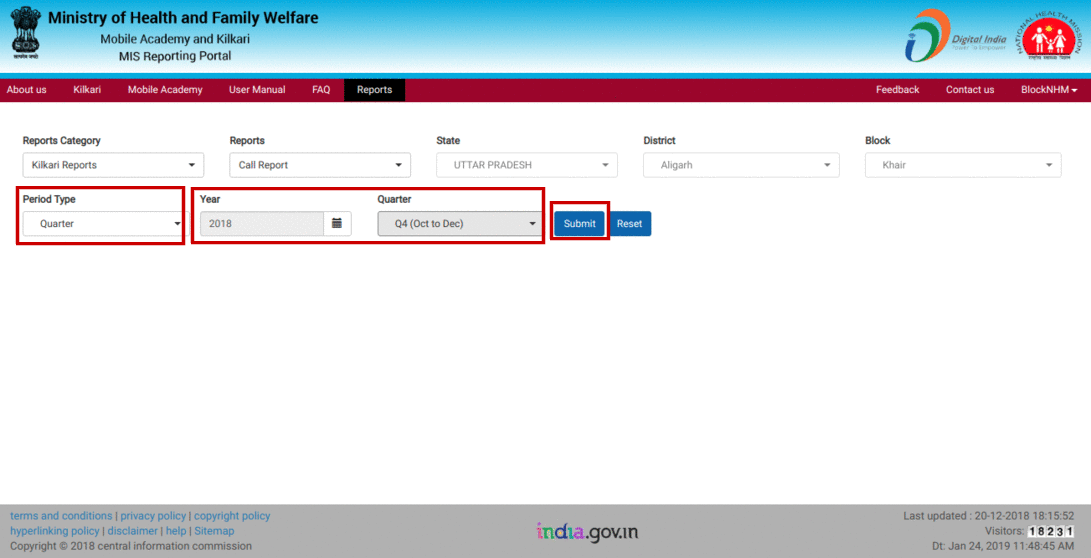 Ministry of Health and Family Welfare
Mobile Academy and Kilkari
MIS Reporting Portal
Digital India
Power To Empower
NATIONAL HEALTH MISSION
About us Kilkari Mobile Academy User Manual FAQ Reports Feedback Contact us BlockNHM
Reports Category Reports State District Block
Kilkari Reports Call Report UTTAR PRADESH Aligarh Khair
Period Type Year Quarter
Quarter 2018 Q4 (Oct to Dec) Submit Reset
terms and conditions | privacy policy | copyright policy
hyperlinking policy | disclaimer | help | Sitemap
Copyright © 2018 central information commission
india.gov.in
Last updated : 20-12-2018 18:15:52
Visitors: 18231
Dt: Jan 24, 2019 11:48:45 AM